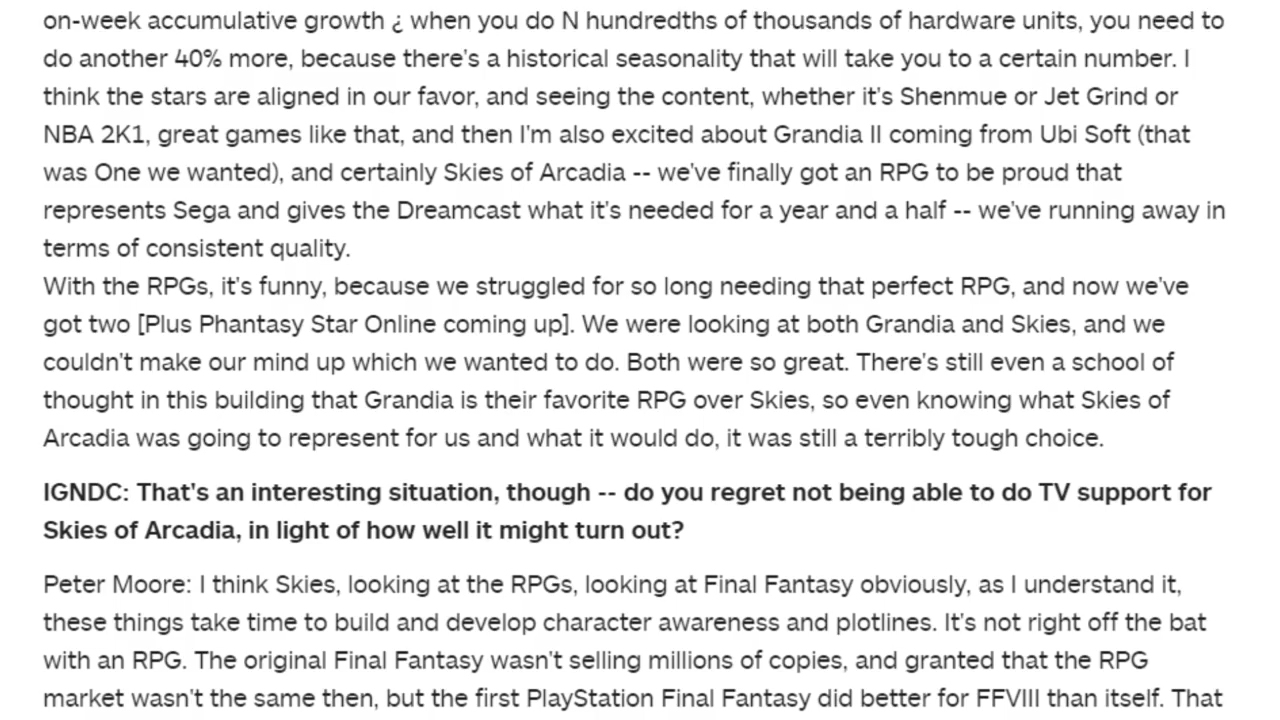 on-week accumulative growth ¿ when you do N hundredths of thousands of hardware units, you need to
do another 40% more, because there's a historical seasonality that will take you to a certain number. I
think the stars are aligned in our favor, and seeing the content, whether it's Shenmue or Jet Grind or
NBA 2K1, great games like that, and then I'm also excited about Grandia II coming from Ubi Soft (that
was One we wanted), and certainly Skies of Arcadia -- we've finally got an RPG to be proud that
represents Sega and gives the Dreamcast what it's needed for a year and a half -- we've running away in
terms of consistent quality.
With the RPGs, it's funny, because we struggled for so long needing that perfect RPG, and now we've
got two [Plus Phantasy Star Online coming up]. We were looking at both Grandia and Skies, and we
couldn't make our mind up which we wanted to do. Both were so great. There's still even a school of
thought in this building that Grandia is their favorite RPG over Skies, so even knowing what Skies of
Arcadia was going to represent for us and what it would do, it was still a terribly tough choice.
IGNDC: That's an interesting situation, though -- do you regret not being able to do TV support for
Skies of Arcadia, in light of how well it might turn out?
Peter Moore: I think Skies, looking at the RPGs, looking at Final Fantasy obviously, as I understand it,
these things take time to build and develop character awareness and plotlines. It's not right off the bat
with an RPG. The original Final Fantasy wasn't selling millions of copies, and granted that the RPG
market wasn't the same then, but the first PlayStation Final Fantasy did better for FFVIII than itself. That